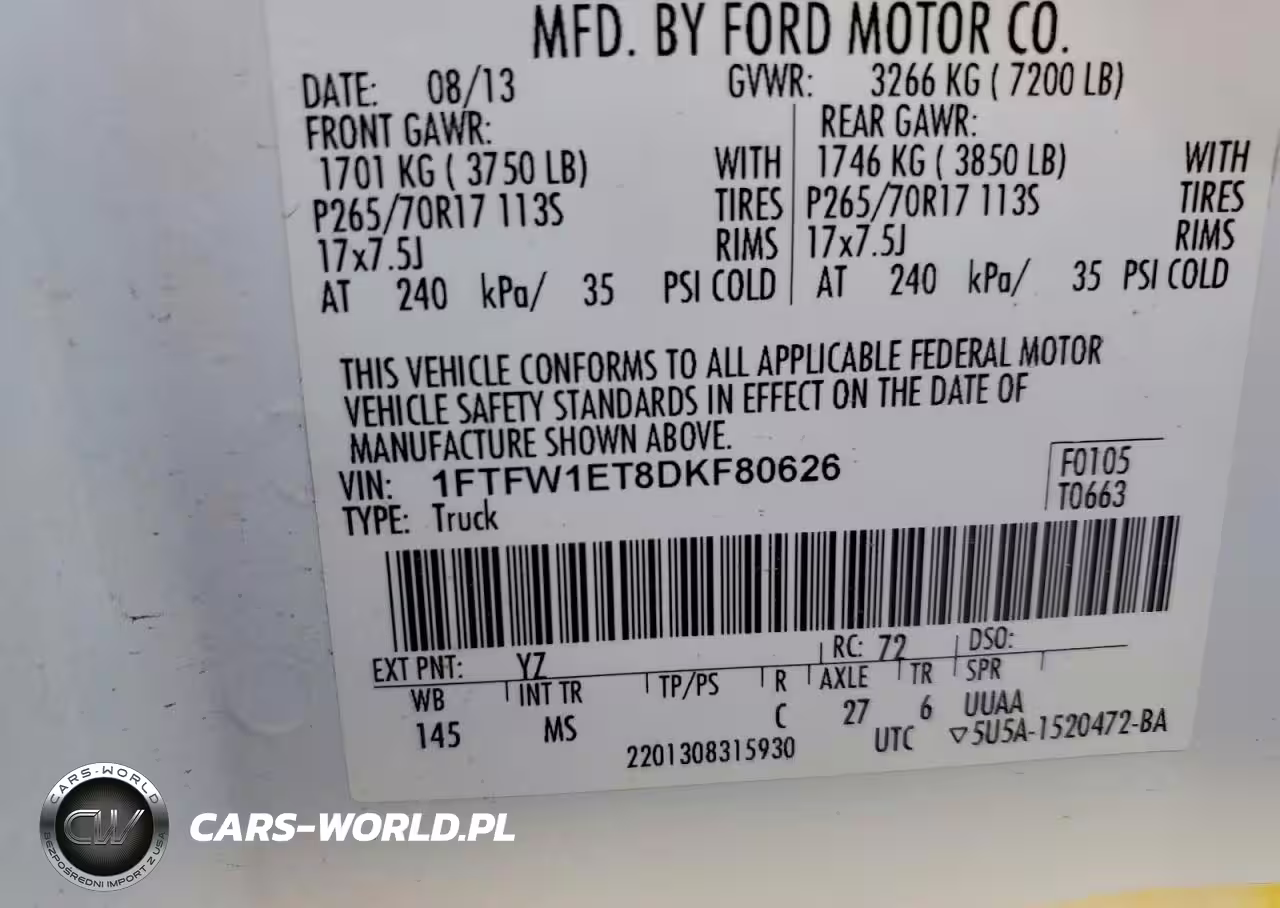 MFD. BY FORD MOTOR CO.
DATE: 08/13 GVWR: 3266 KG ( 7200 LB)
FRONT GAWR: REAR GAWR:
1701 KG ( 3750 LB) WITH 1746 KG ( 3850 LB) WITH
P265/70R17 113S TIRES P265/70R17 113S TIRES
17x7.5J RIMS 17x7.5J RIMS
AT 240 kPa/ 35 PSI COLD AT 240 kPa/ 35 PSI COLD
THIS VEHICLE CONFORMS TO ALL APPLICABLE FEDERAL MOTOR
VEHICLE SAFETY STANDARDS IN EFFECT ON THE DATE OF
MANUFACTURE SHOWN ABOVE.
VIN: 1FTFW1ET8DKF80626 F0105
TYPE: Truck T0663
EXT PNT: YZ RC: 72 DSO:
WB INT TR TP/PS R AXLE TR SPR
145 MS C 27 6 UUAA
2201308315930 UTC ▽5U5A-1520472-BA
CARS-WORLD
CW
BEZPOŚREDNI IMPORT Z USA
CARS-WORLD.PL